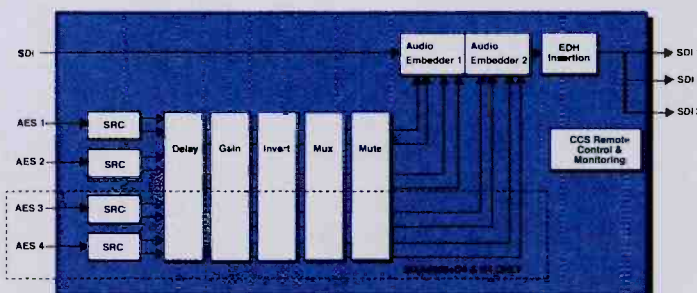 SDI
Audio Embedder 1
Audio Embedder 2
EDH Insertion
SDI
SDI
SDI
AES 1
SRC
AES 2
SRC
AES 3
SRC
AES 4
SRC
Delay
Gain
Invert
Mux
Mute
CCS Remote
Control &
Monitoring